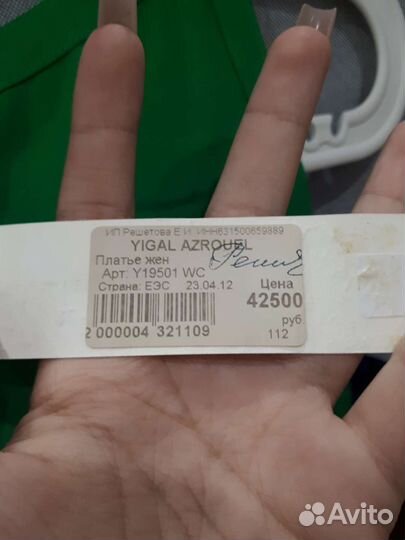 ИП Решетова Е И ИНН631500659889
YIGAL AZROUEL
Платье жен
Арт: Y19501 WC
Цена
Страна: ЕЭС 23.04.12
42500
руб.
2 000004 321109
112
Avito